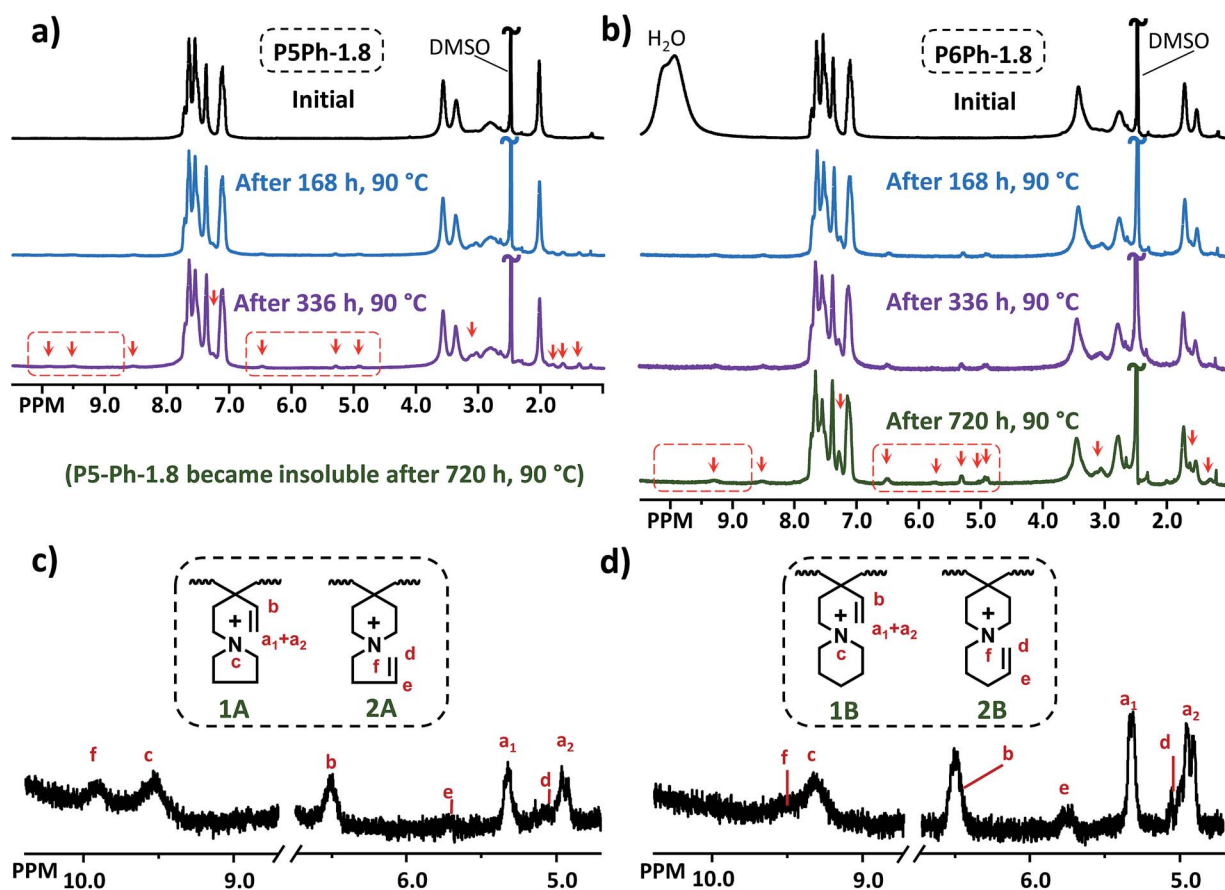 a)
P5Ph-1.8
DMSO
Initial
After 168 h, 90 °C
After 336 h, 90 °C
PPM 9.0 8.0 7.0 6.0 5.0 4.0 3.0 2.0
(P5-Ph-1.8 became insoluble after 720 h, 90 °C)
b)
H2O
P6Ph-1.8
DMSO
Initial
After 168 h, 90 °C
After 336 h, 90 °C
After 720 h, 90 °C
PPM 9.0 8.0 7.0 6.0 5.0 4.0 3.0 2.0
c)
b
+
a1+a2
N
c
1A
+
N
f
d
e
2A
f c b a1 e d a2
PPM 10.0 9.0 6.0 5.0
d)
b
+
a1+a2
N
c
1B
+
N
f
d
e
2B
f c b e a1 d a2
PPM 10.0 9.0 6.0 5.0